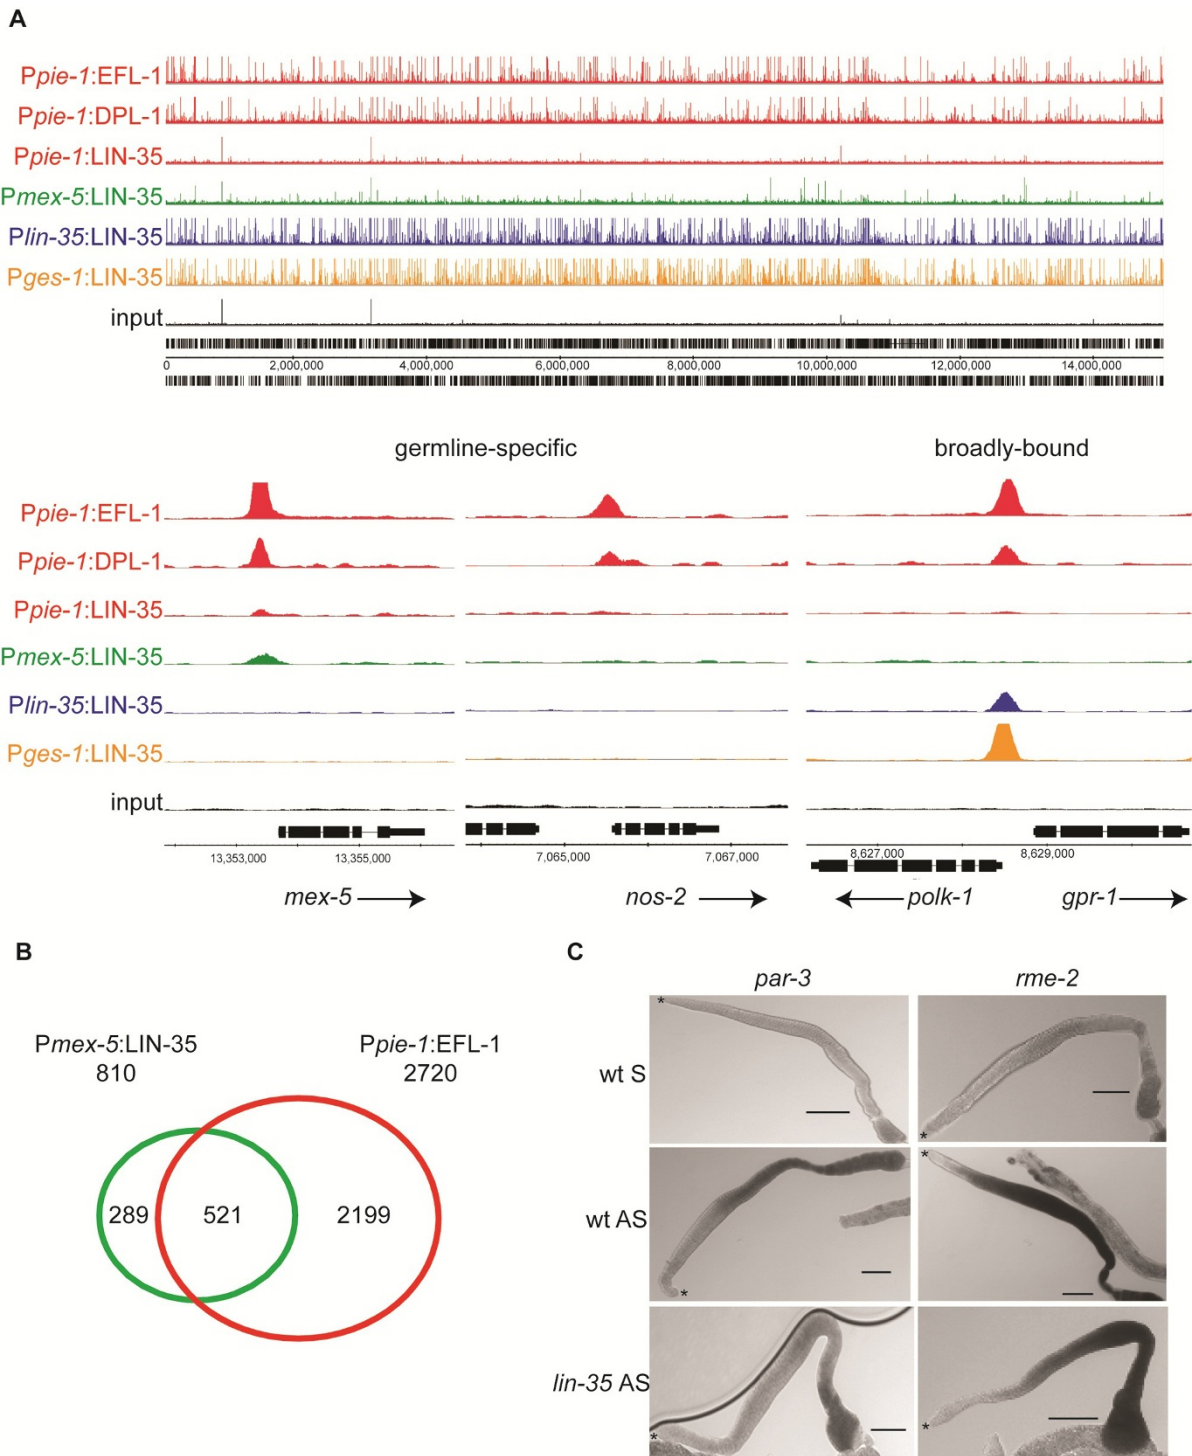 A
Ppie-1:EFL-1
Ppie-1:DPL-1
Ppie-1:LIN-35
Pmex-5:LIN-35
Plin-35:LIN-35
Pges-1:LIN-35
input
0 2,000,000 4,000,000 6,000,000 8,000,000 10,000,000 12,000,000 14,000,000
germline-specific broadly-bound
Ppie-1:EFL-1
Ppie-1:DPL-1
Ppie-1:LIN-35
Pmex-5:LIN-35
Plin-35:LIN-35
Pges-1:LIN-35
input
13,353,000 13,355,000 7,065,000 7,067,000 8,627,000 8,629,000
mex-5 nos-2 polk-1 gpr-1
B
Pmex-5:LIN-35 Ppie-1:EFL-1
810 2720
289 521 2199
C
par-3 rme-2
wt S
* *
wt AS
* *
lin-35 AS
* *